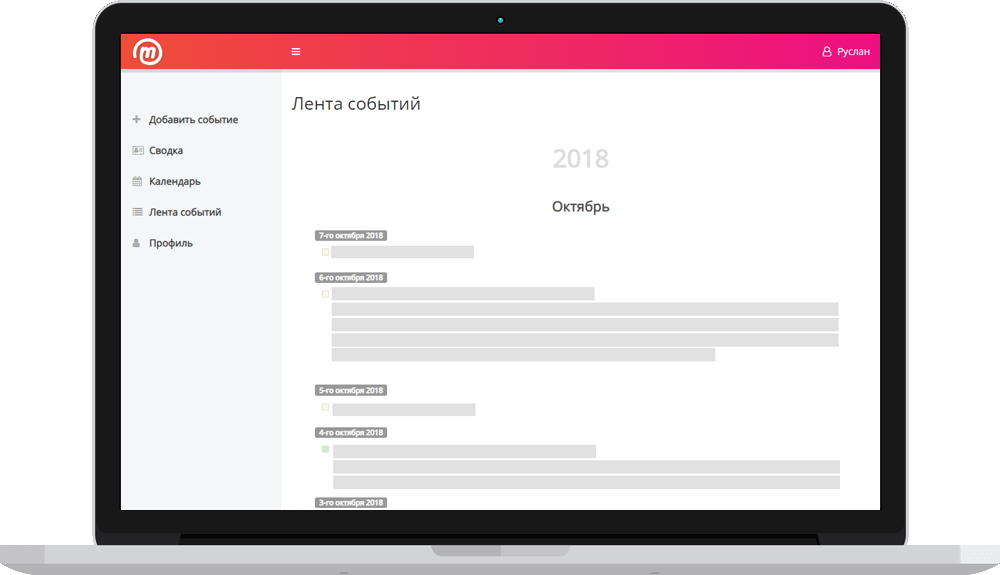 m
Руслан
Добавить событие
Сводка
Календарь
Лента событий
Профиль
Лента событий
2018
Октябрь
7-го октября 2018
6-го октября 2018
5-го октября 2018
4-го октября 2018
3-го октября 2018